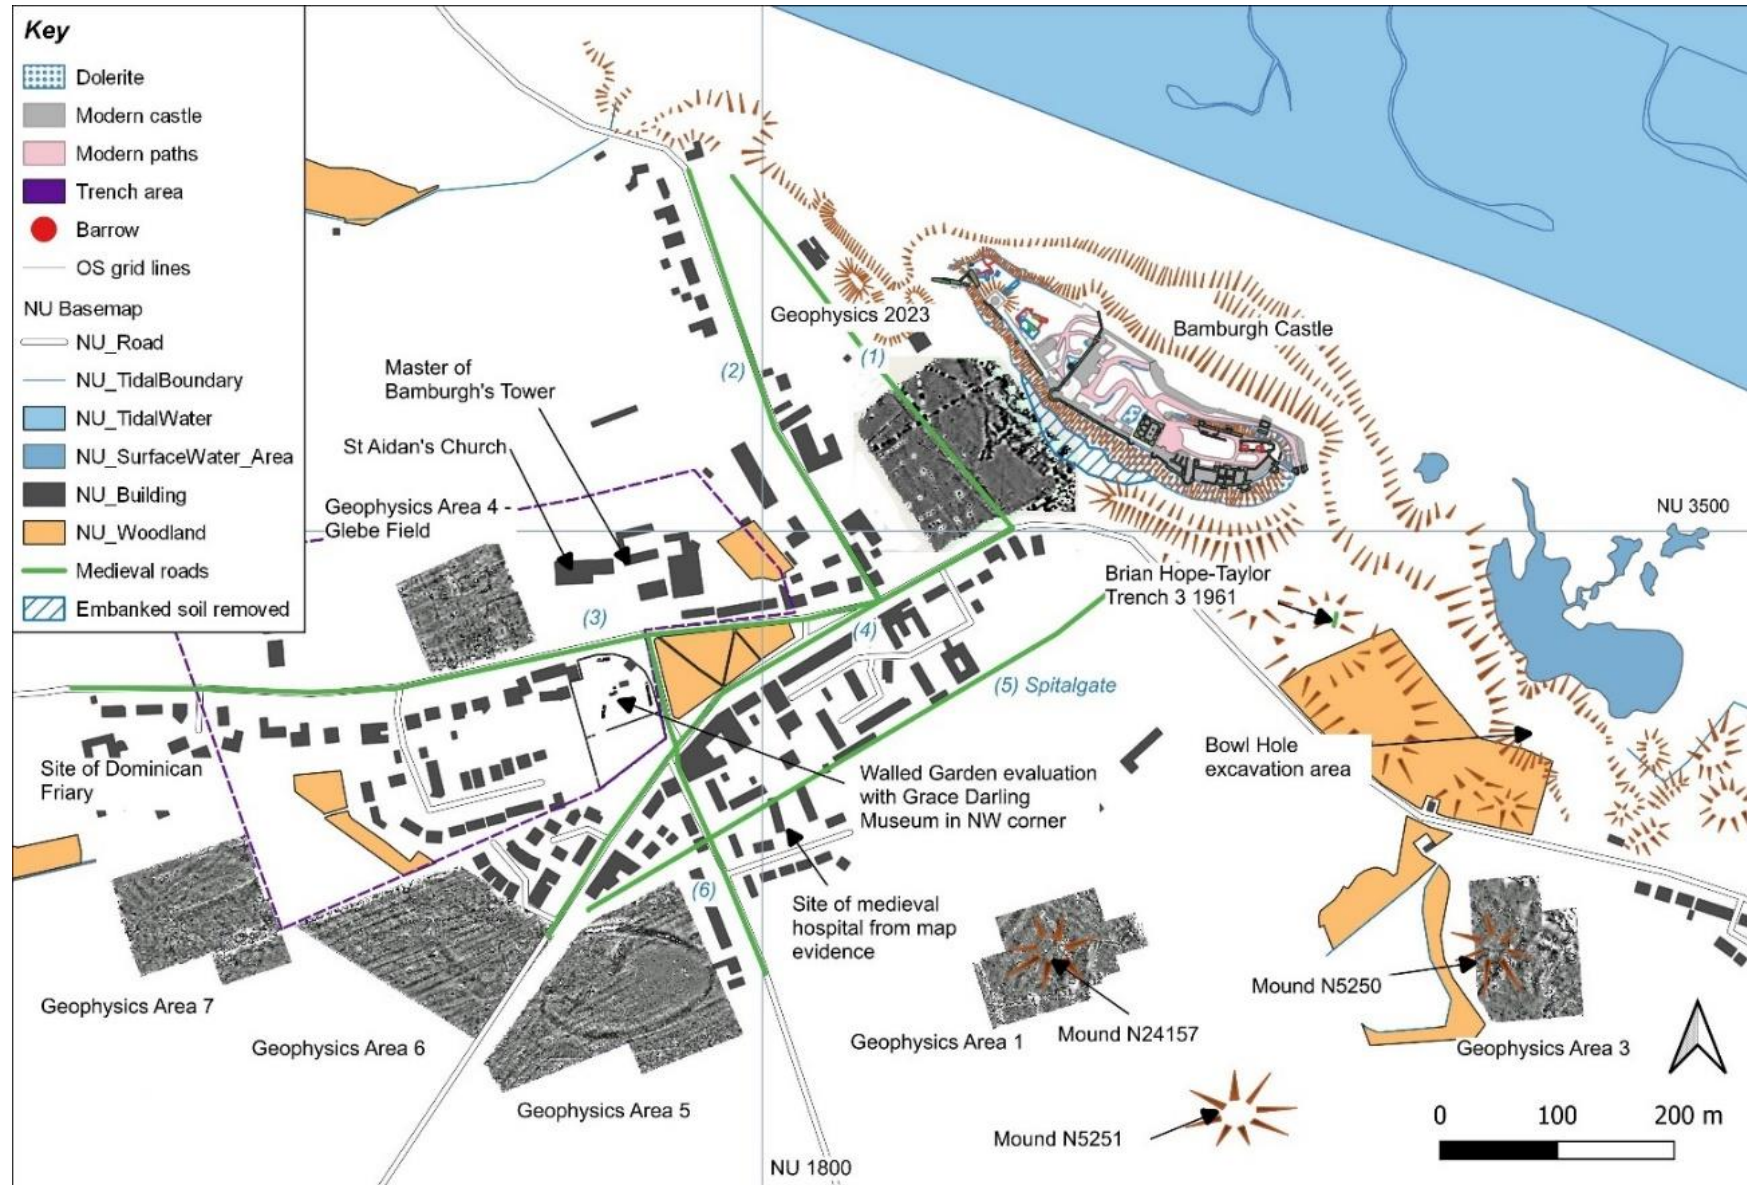 Key
Dolerite
Modern castle
Modern paths
Trench area
Barrow
OS grid lines
NU Basemap
NU_Road
NU_TidalBoundary
NU_TidalWater
NU_SurfaceWater_Area
NU_Building
NU_Woodland
Medieval roads
Embanked soil removed
Geophysics 2023
Bamburgh Castle
(1)
(2)
Master of
Bamburgh's Tower
St Aidan's Church
Geophysics Area 4 -
Glebe Field
NU 3500
Brian Hope-Taylor
Trench 3 1961
(3)
(4)
(5) Spitalgate
Bowl Hole
excavation area
Site of Dominican
Friary
Walled Garden evaluation
with Grace Darling
Museum in NW corner
(6)
Site of medieval
hospital from map
evidence
Geophysics Area 7
Geophysics Area 6
Geophysics Area 5
Geophysics Area 1
Mound N24157
Mound N5250
Geophysics Area 3
Mound N5251
NU 1800
0 100 200 m